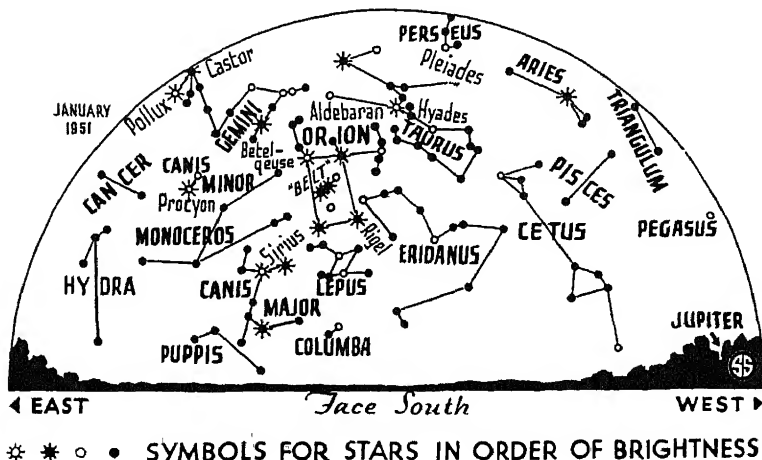 PERSEUS
Castor
Pleiades
ARIES
Pollux
GEMINI
JANUARY
1951
Aldebaran
Hyades
TRIANGULUM
ORION
TAURUS
Betel-
geuse
CANCER
CANIS
MINOR
Procyon
"BELT"
PISCES
MONOCEROS
Sirius
Rigel
ERIDANUS
CETUS
PEGASUS
HYDRA
CANIS
MAJOR
LEPUS
PUPPIS
COLUMBA
JUPITER
SS
EAST
Face South
WEST
SYMBOLS FOR STARS IN ORDER OF BRIGHTNESS